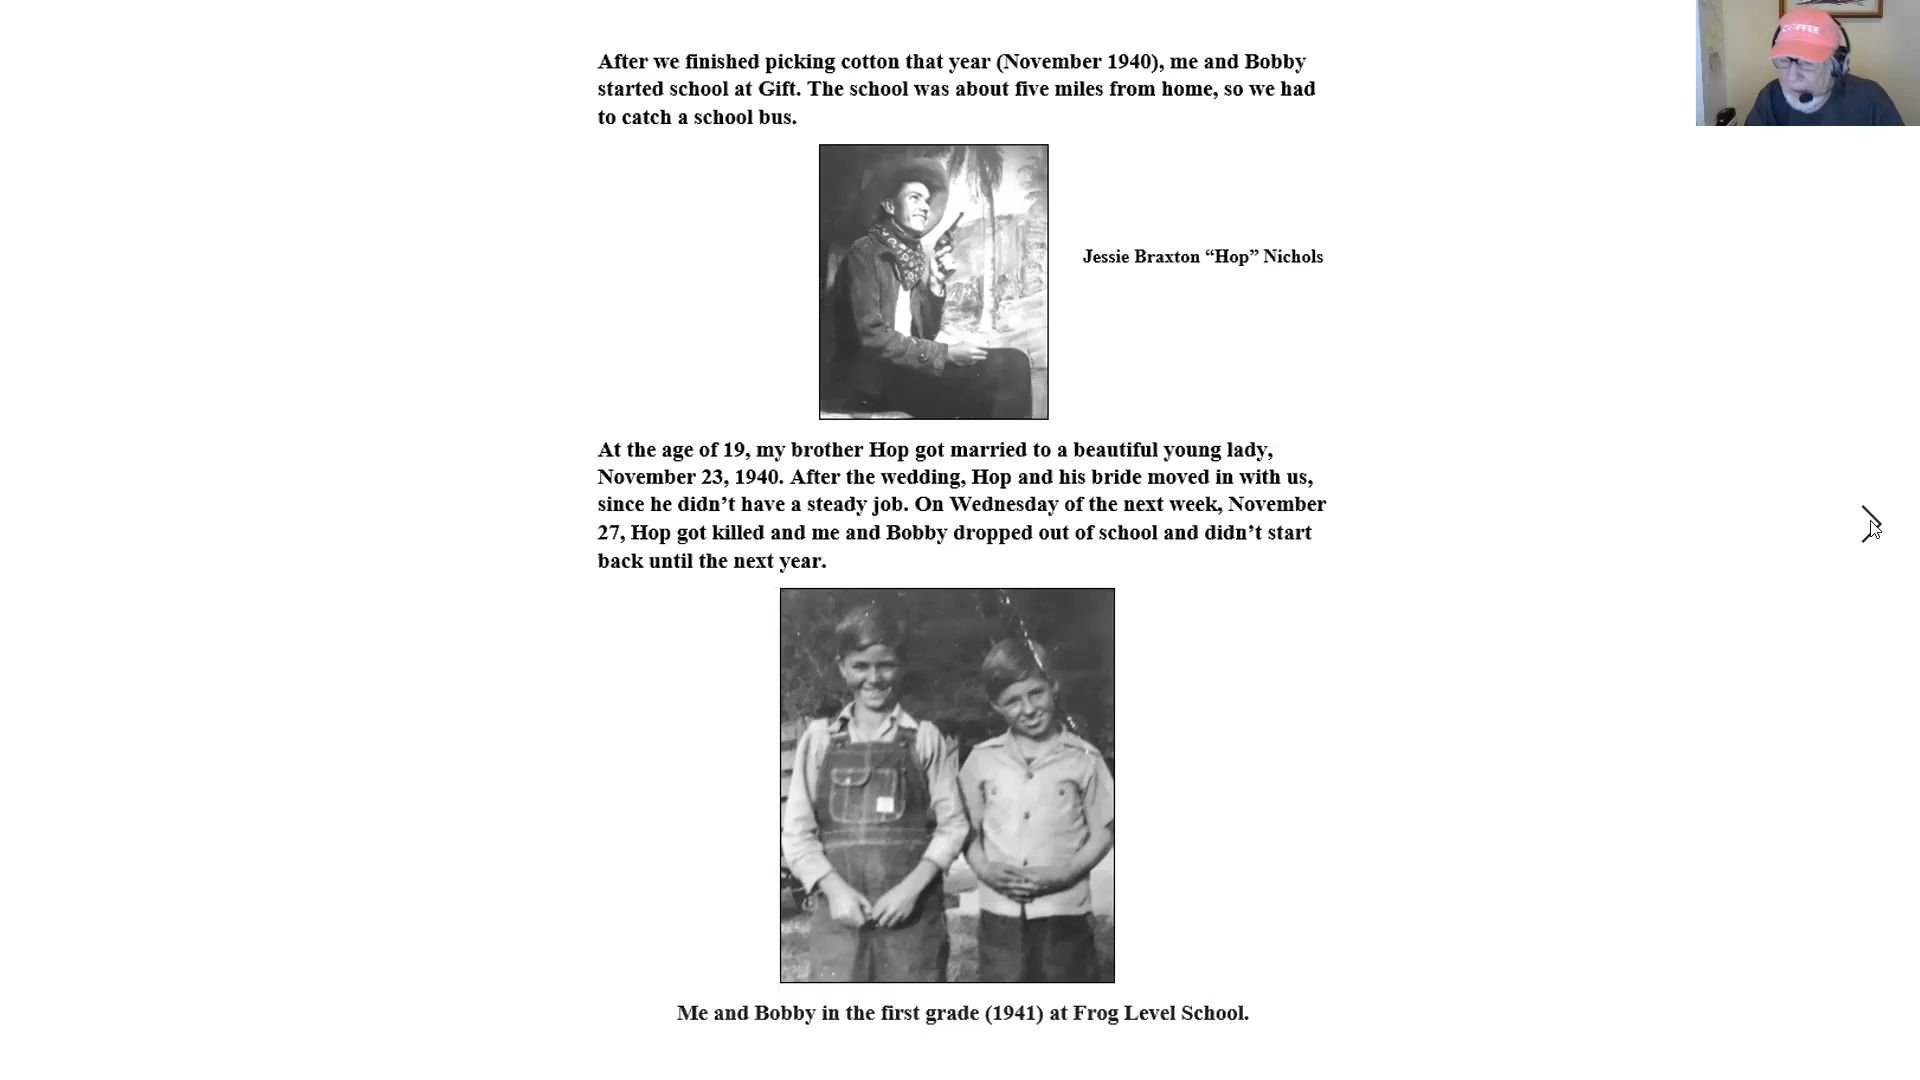 After we finished picking cotton that year (November 1940), me and Bobby
started school at Gift. The school was about five miles from home, so we had
to catch a school bus.
Jessie Braxton “Hop” Nichols
At the age of 19, my brother Hop got married to a beautiful young lady,
November 23, 1940. After the wedding, Hop and his bride moved in with us,
since he didn’t have a steady job. On Wednesday of the next week, November
27, Hop got killed and me and Bobby dropped out of school and didn’t start
back until the next year.
Me and Bobby in the first grade (1941) at Frog Level School.
COFFEE